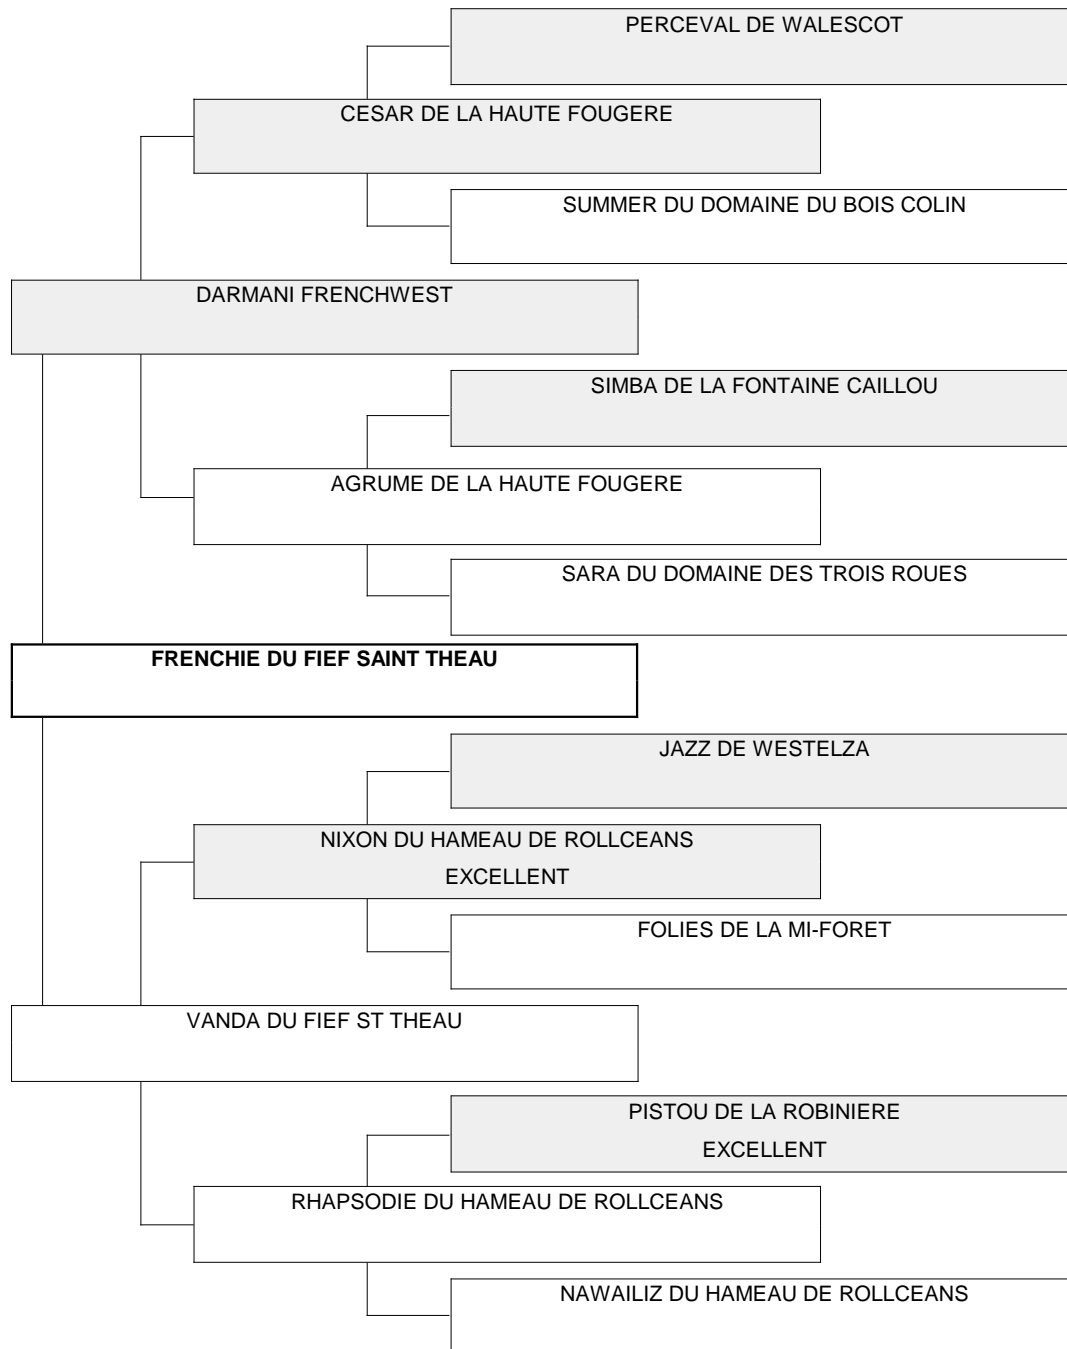 PERCEVAL DE WALESCOT
CESAR DE LA HAUTE FOUGERE
SUMMER DU DOMAINE DU BOIS COLIN
DARMANI FRENCHWEST
SIMBA DE LA FONTAINE CAILLOU
AGRUME DE LA HAUTE FOUGERE
SARA DU DOMAINE DES TROIS ROUES
FRENCHIE DU FIEF SAINT THEAU
JAZZ DE WESTELZA
NIXON DU HAMEAU DE ROLLCEANS
EXCELLENT
FOLIES DE LA MI-FORET
VANDA DU FIEF ST THEAU
PISTOU DE LA ROBINIERE
EXCELLENT
RHAPSODIE DU HAMEAU DE ROLLCEANS
NAWAILIZ DU HAMEAU DE ROLLCEANS